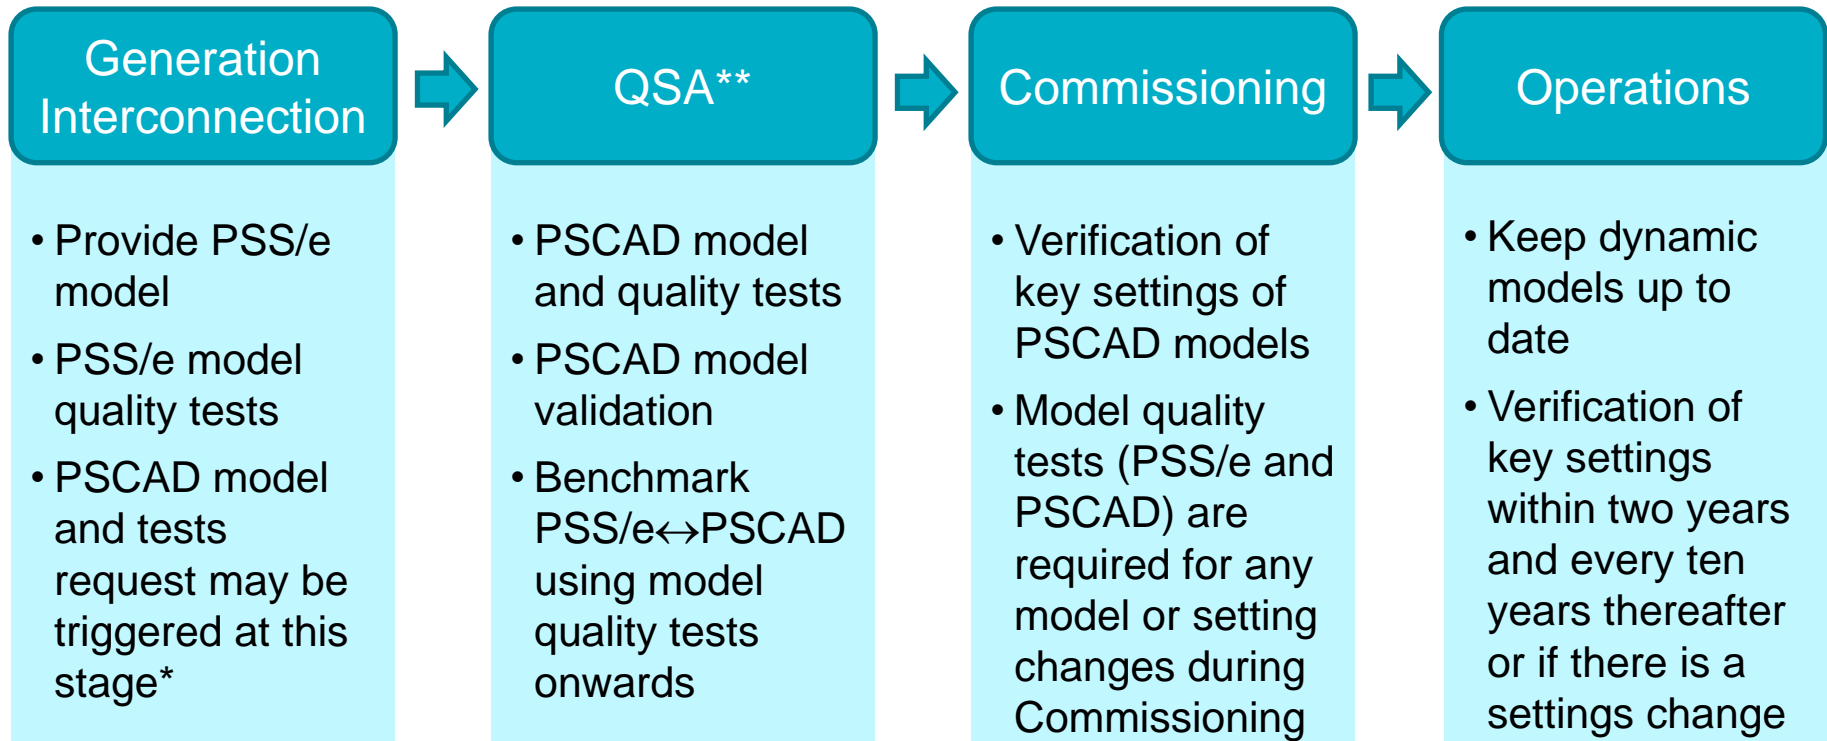 Generation
Interconnection
• Provide PSS/e
model
• PSS/e model
quality tests
• PSCAD model
and tests
request may be
triggered at this
stage*
QSA**
• PSCAD model
and quality tests
• PSCAD model
validation
• Benchmark
PSS/e↔PSCAD
using model
quality tests
onwards
Commissioning
• Verification of
key settings of
PSCAD models
• Model quality
tests (PSS/e and
PSCAD) are
required for any
model or setting
changes during
Commissioning
Operations
• Keep dynamic
models up to
date
• Verification of
key settings
within two years
and every ten
years thereafter
or if there is a
settings change